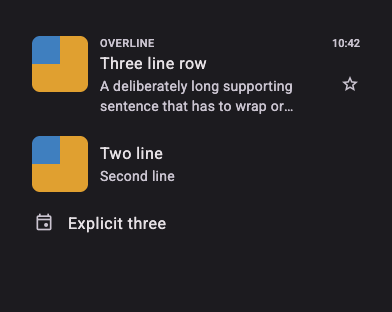 OVERLINE 10:42
Three line row
A deliberately long supporting
sentence that has to wrap or…
Two line
Second line
Explicit three